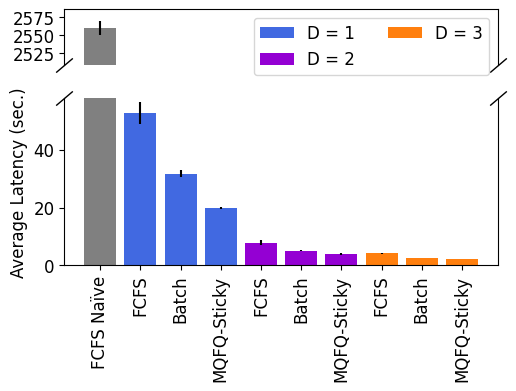 2575
2550
2525
D = 1
D = 2
D = 3
Average Latency (sec.)
40
20
0
FCFS Naïve
FCFS
Batch
MQFQ-Sticky
FCFS
Batch
MQFQ-Sticky
FCFS
Batch
MQFQ-Sticky